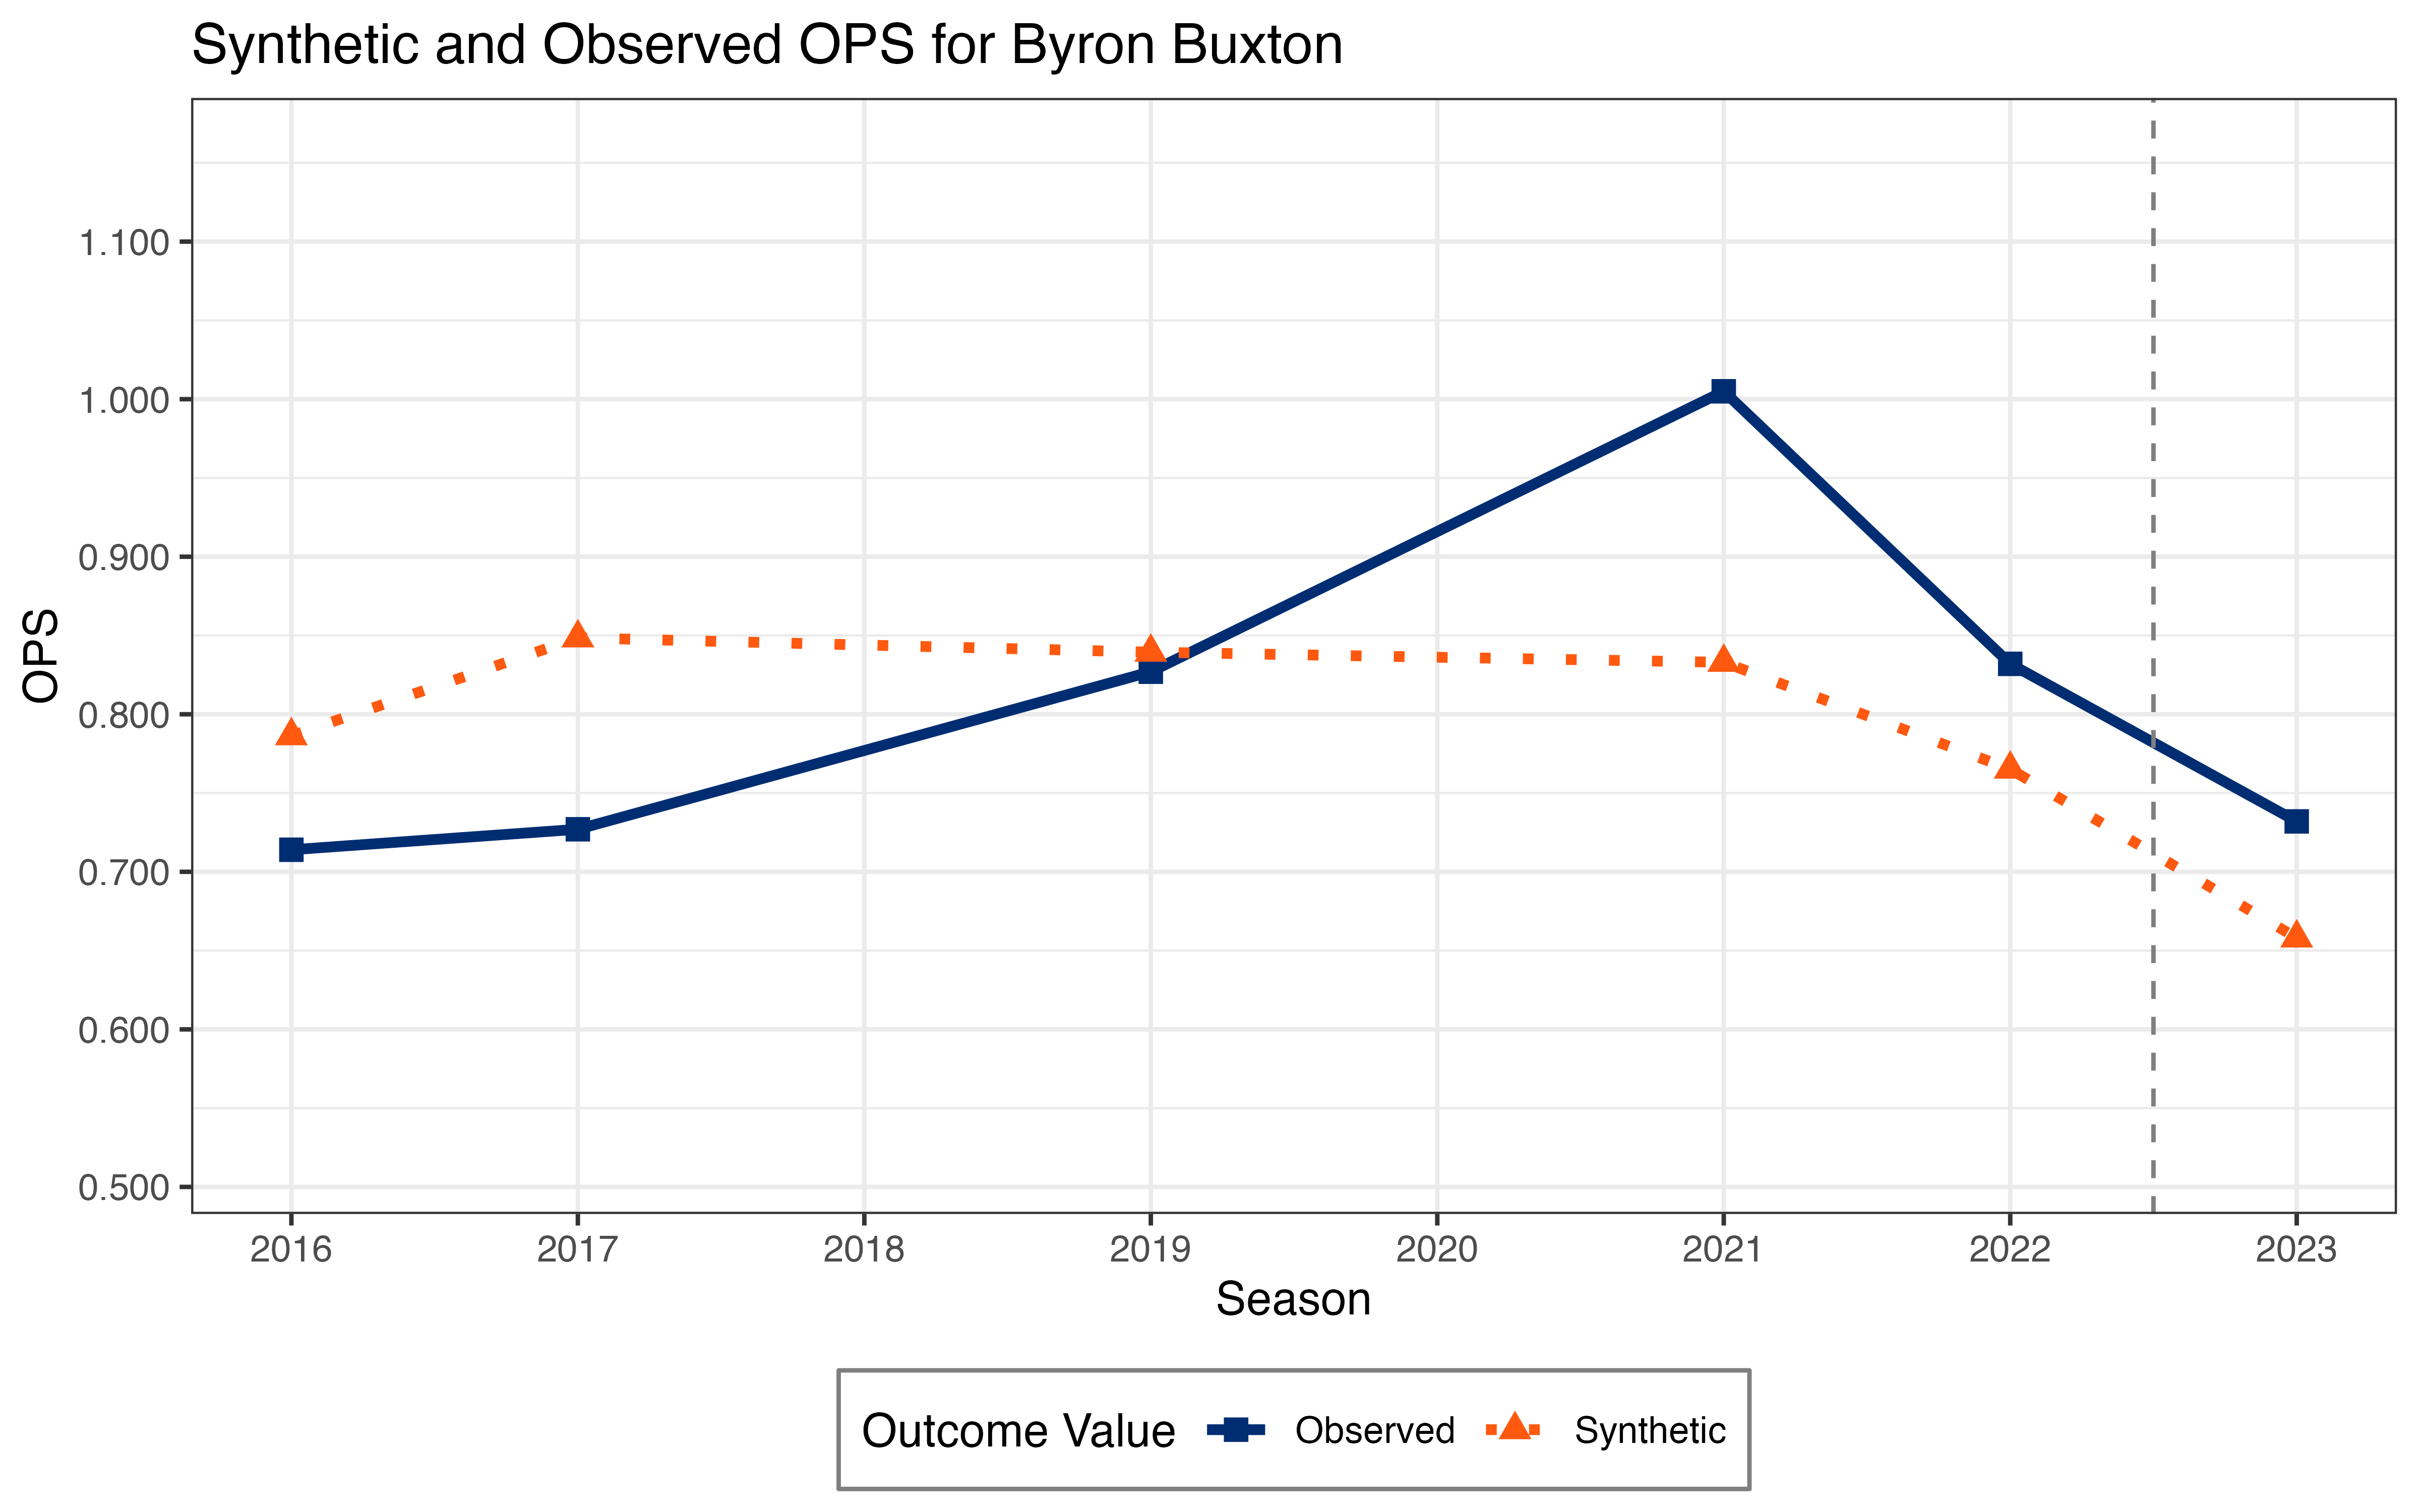 Synthetic and Observed OPS for Byron Buxton
OPS
1.100
1.000
0.900
0.800
0.700
0.600
0.500
2016 2017 2018 2019 2020 2021 2022 2023
Season
Outcome Value Observed Synthetic